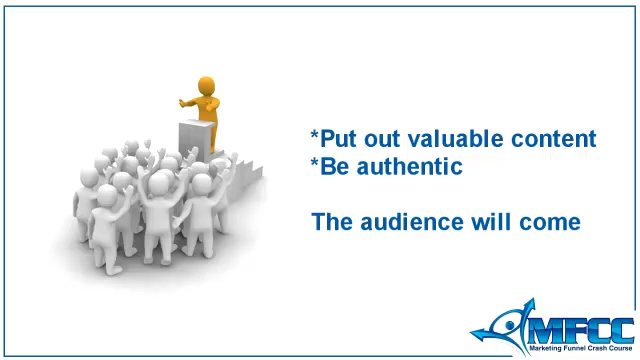 *Put out valuable content
*Be authentic
The audience will come
MFCC
Marketing Funnel Crash Course